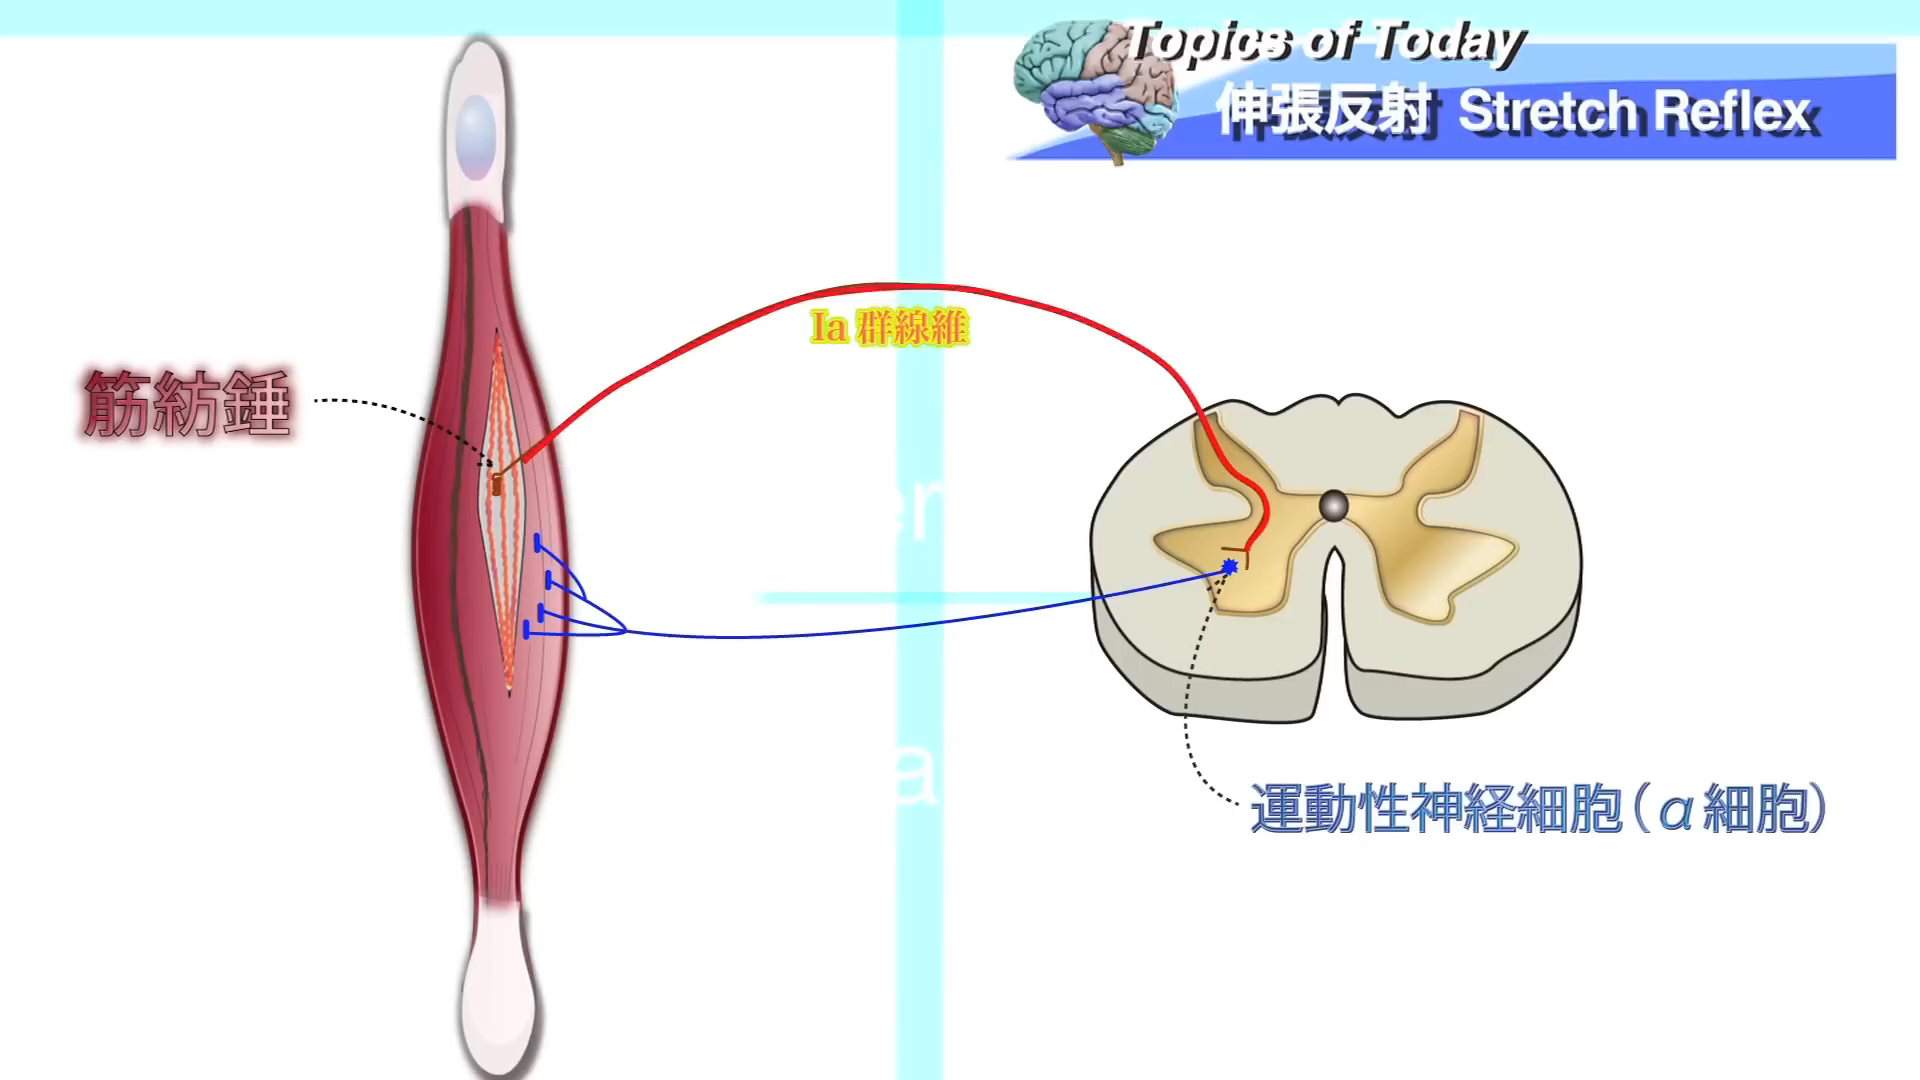 Topics of Today
伸張反射 Stretch Reflex
Ia 群線維
筋紡錘
er
a
運動性神経細胞(α細胞)